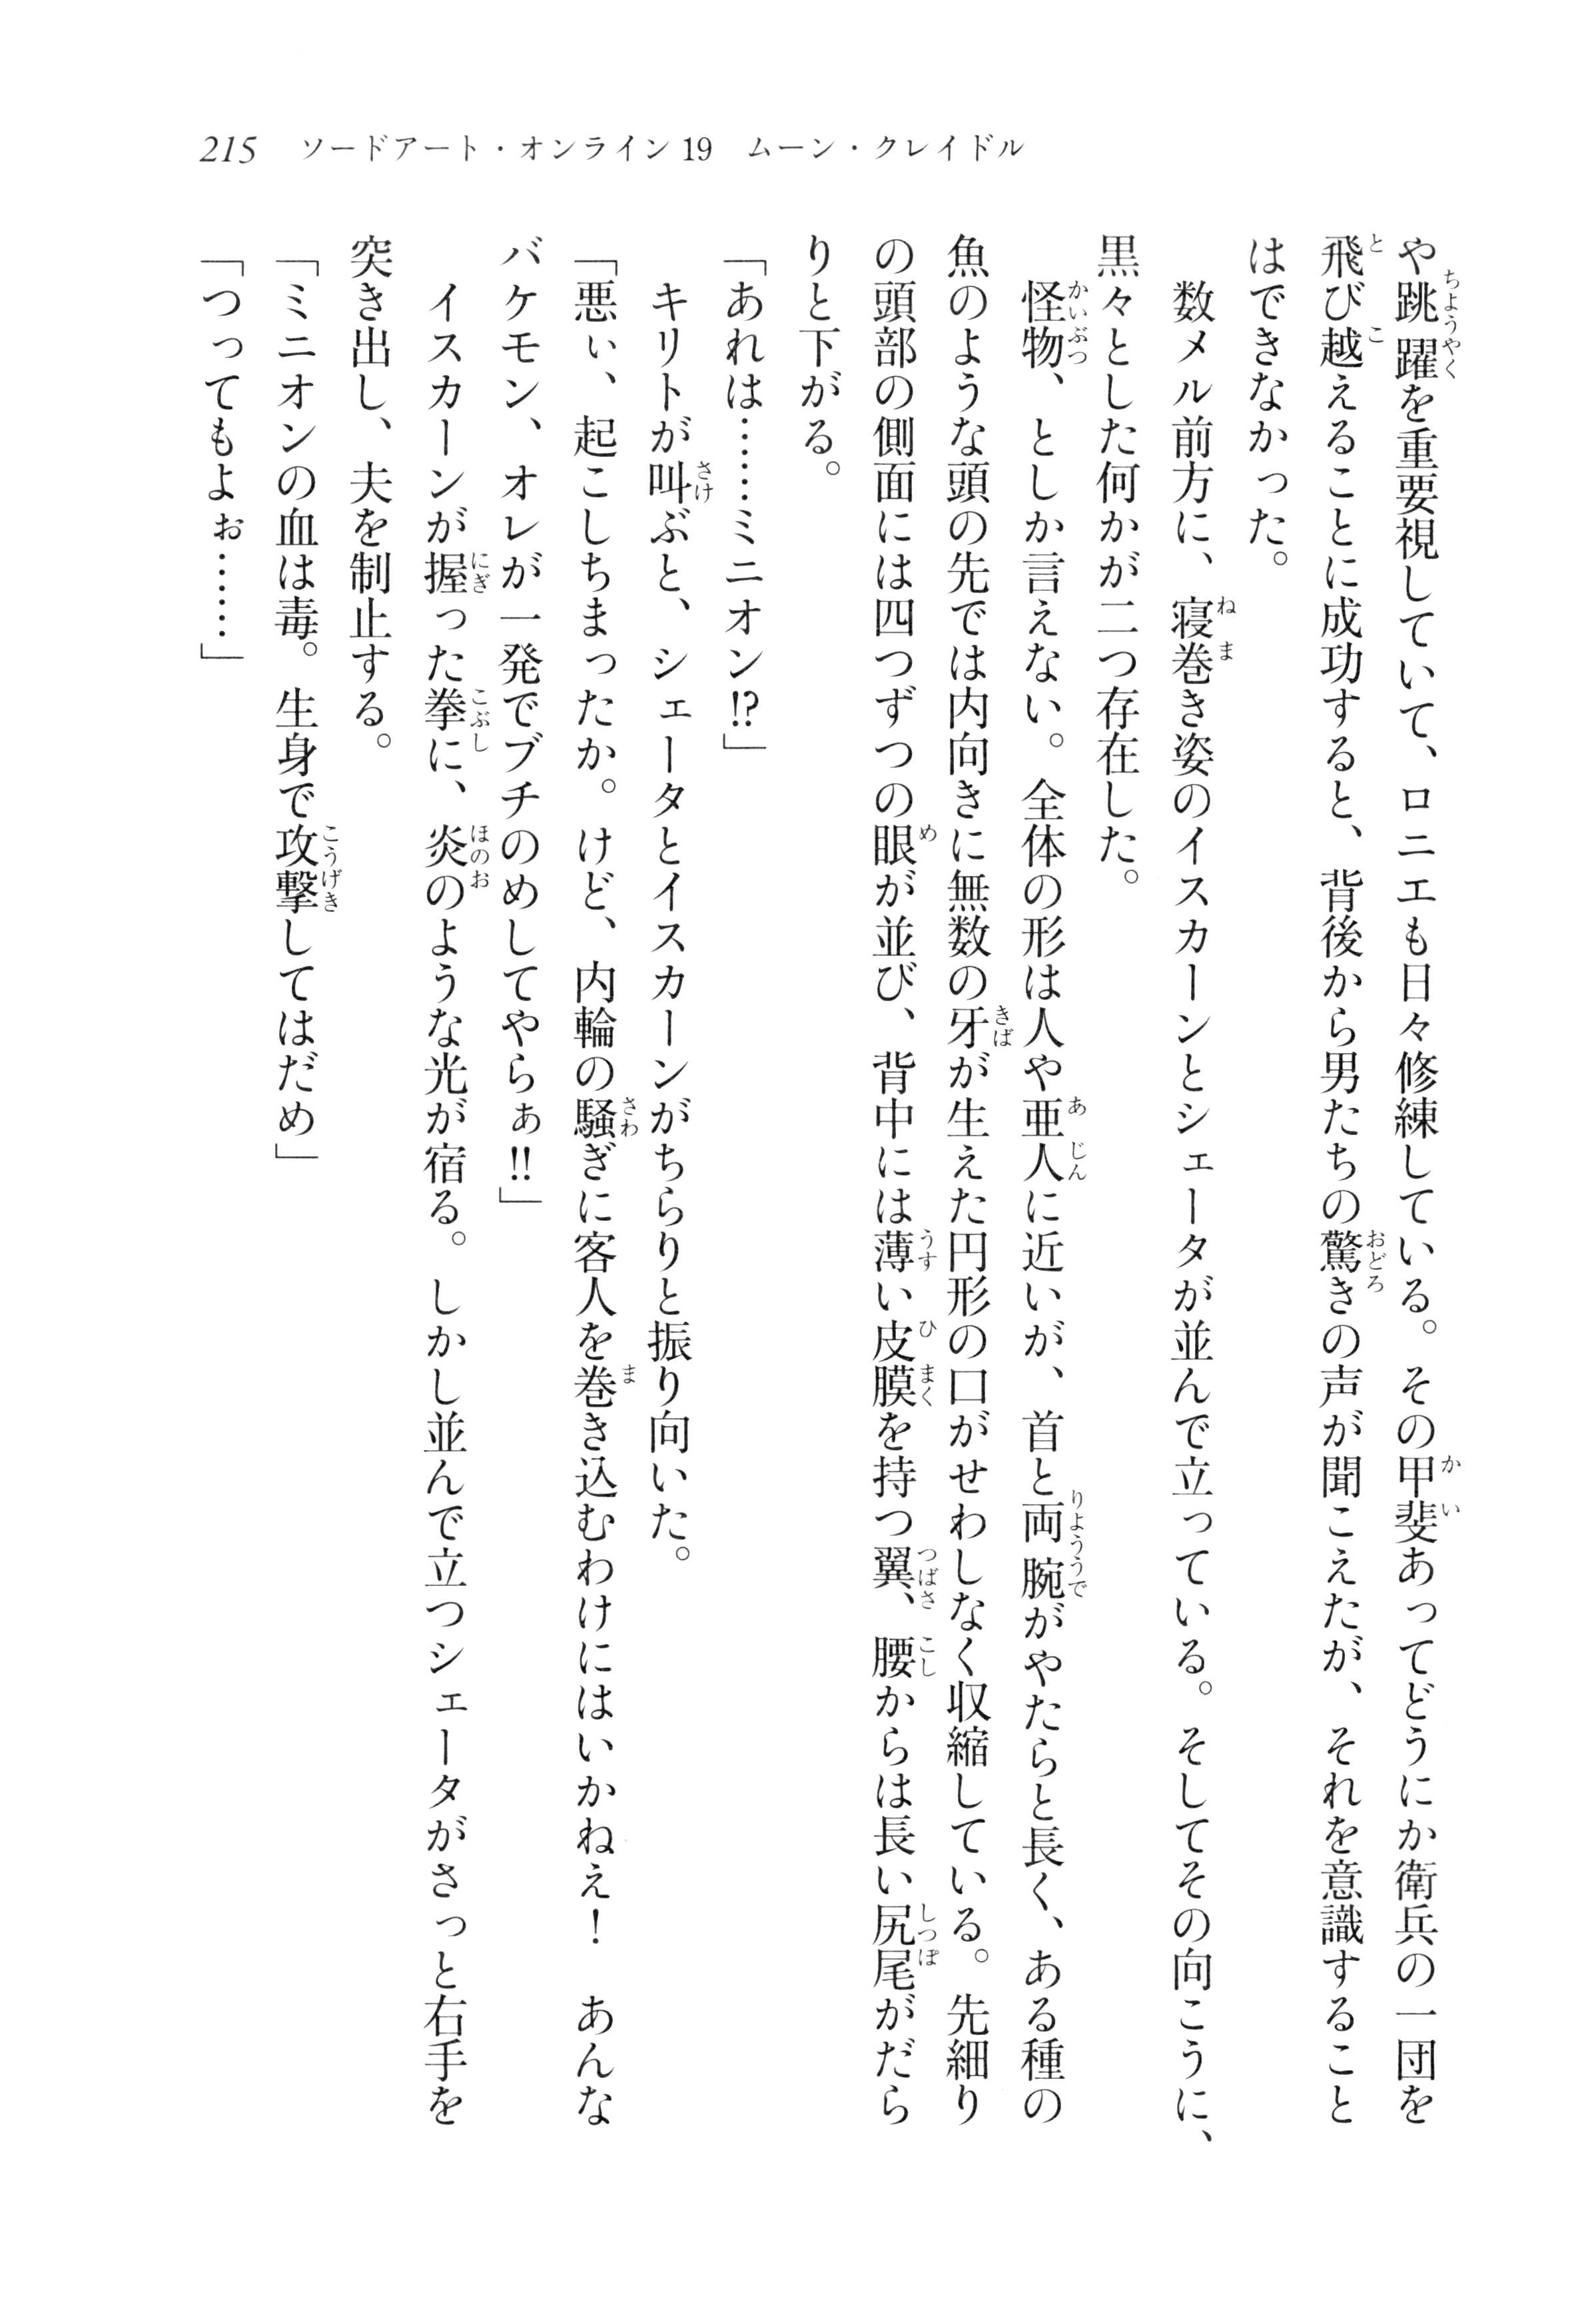 215　ソードアート・オンライン19　ムーン・クレイドル
や跳躍を重要視していて、ロニエも日々修練している。その甲斐あってどうにか衛兵の一団を
飛び越えることに成功すると、背後から男たちの驚きの声が聞こえたが、それを意識すること
はできなかった。
　数メル前方に、寝巻き姿のイスカーンとシェータが並んで立っている。そしてその向こうに、
黒々とした何かが二つ存在した。
　怪物、としか言えない。全体の形は人や亜人に近いが、首と両腕がやたらと長く、ある種の
魚のような頭の先では内向きに無数の牙が生えた円形の口がせわしなく収縮している。先細り
の頭部の側面には四つずつの眼が並び、背中には薄い皮膜を持つ翼、腰からは長い尻尾がだら
りと下がる。
「あれは……ミニオン!?」
　キリトが叫ぶと、シェータとイスカーンがちらりと振り向いた。
「悪ぃ、起こしちまったか。けど、内輪の騒ぎに客人を巻き込むわけにはいかねえ！　あんな
バケモン、オレが一発でブチのめしてやらぁ!!」
　イスカーンが握った拳に、炎のような光が宿る。しかし並んで立つシェータがさっと右手を
突き出し、夫を制止する。
「ミニオンの血は毒。生身で攻撃してはだめ」
「つってもよぉ……」